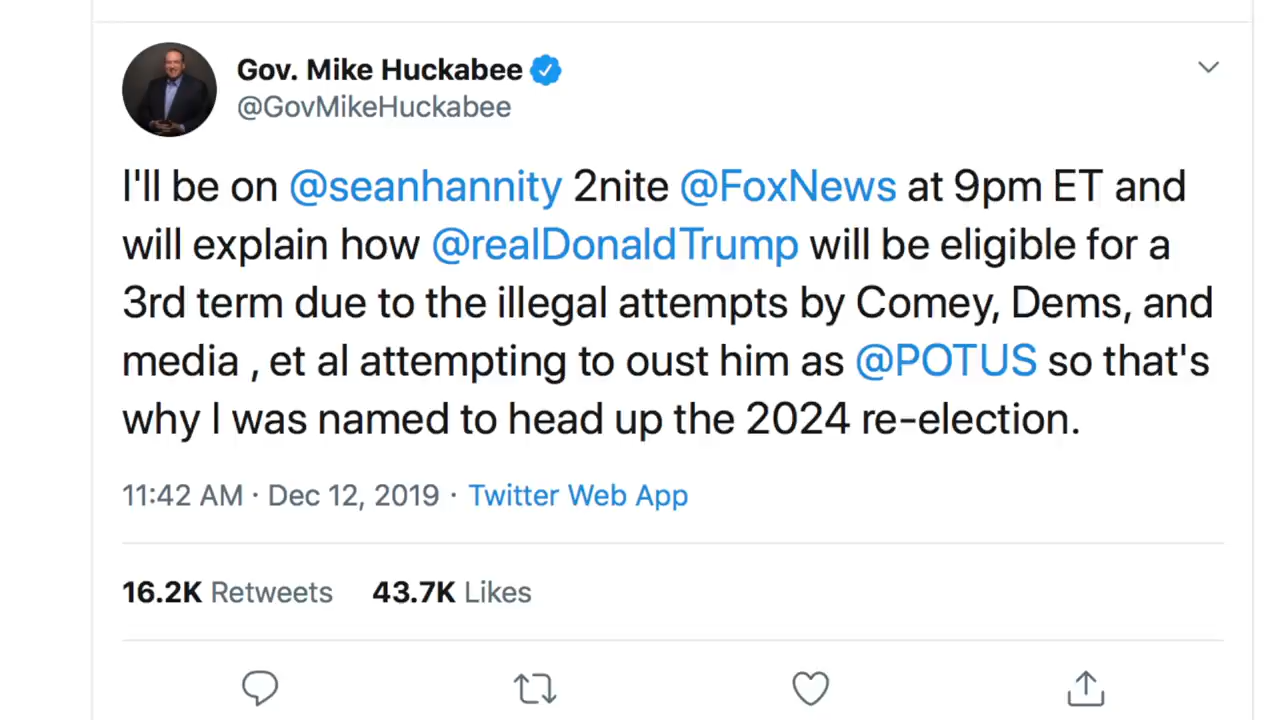 Gov. Mike Huckabee
@GovMikeHuckabee
I'll be on @seanhannity 2nite @FoxNews at 9pm ET and
will explain how @realDonaldTrump will be eligible for a
3rd term due to the illegal attempts by Comey, Dems, and
media , et al attempting to oust him as @POTUS so that's
why I was named to head up the 2024 re-election.
11:42 AM · Dec 12, 2019 · Twitter Web App
16.2K Retweets 43.7K Likes